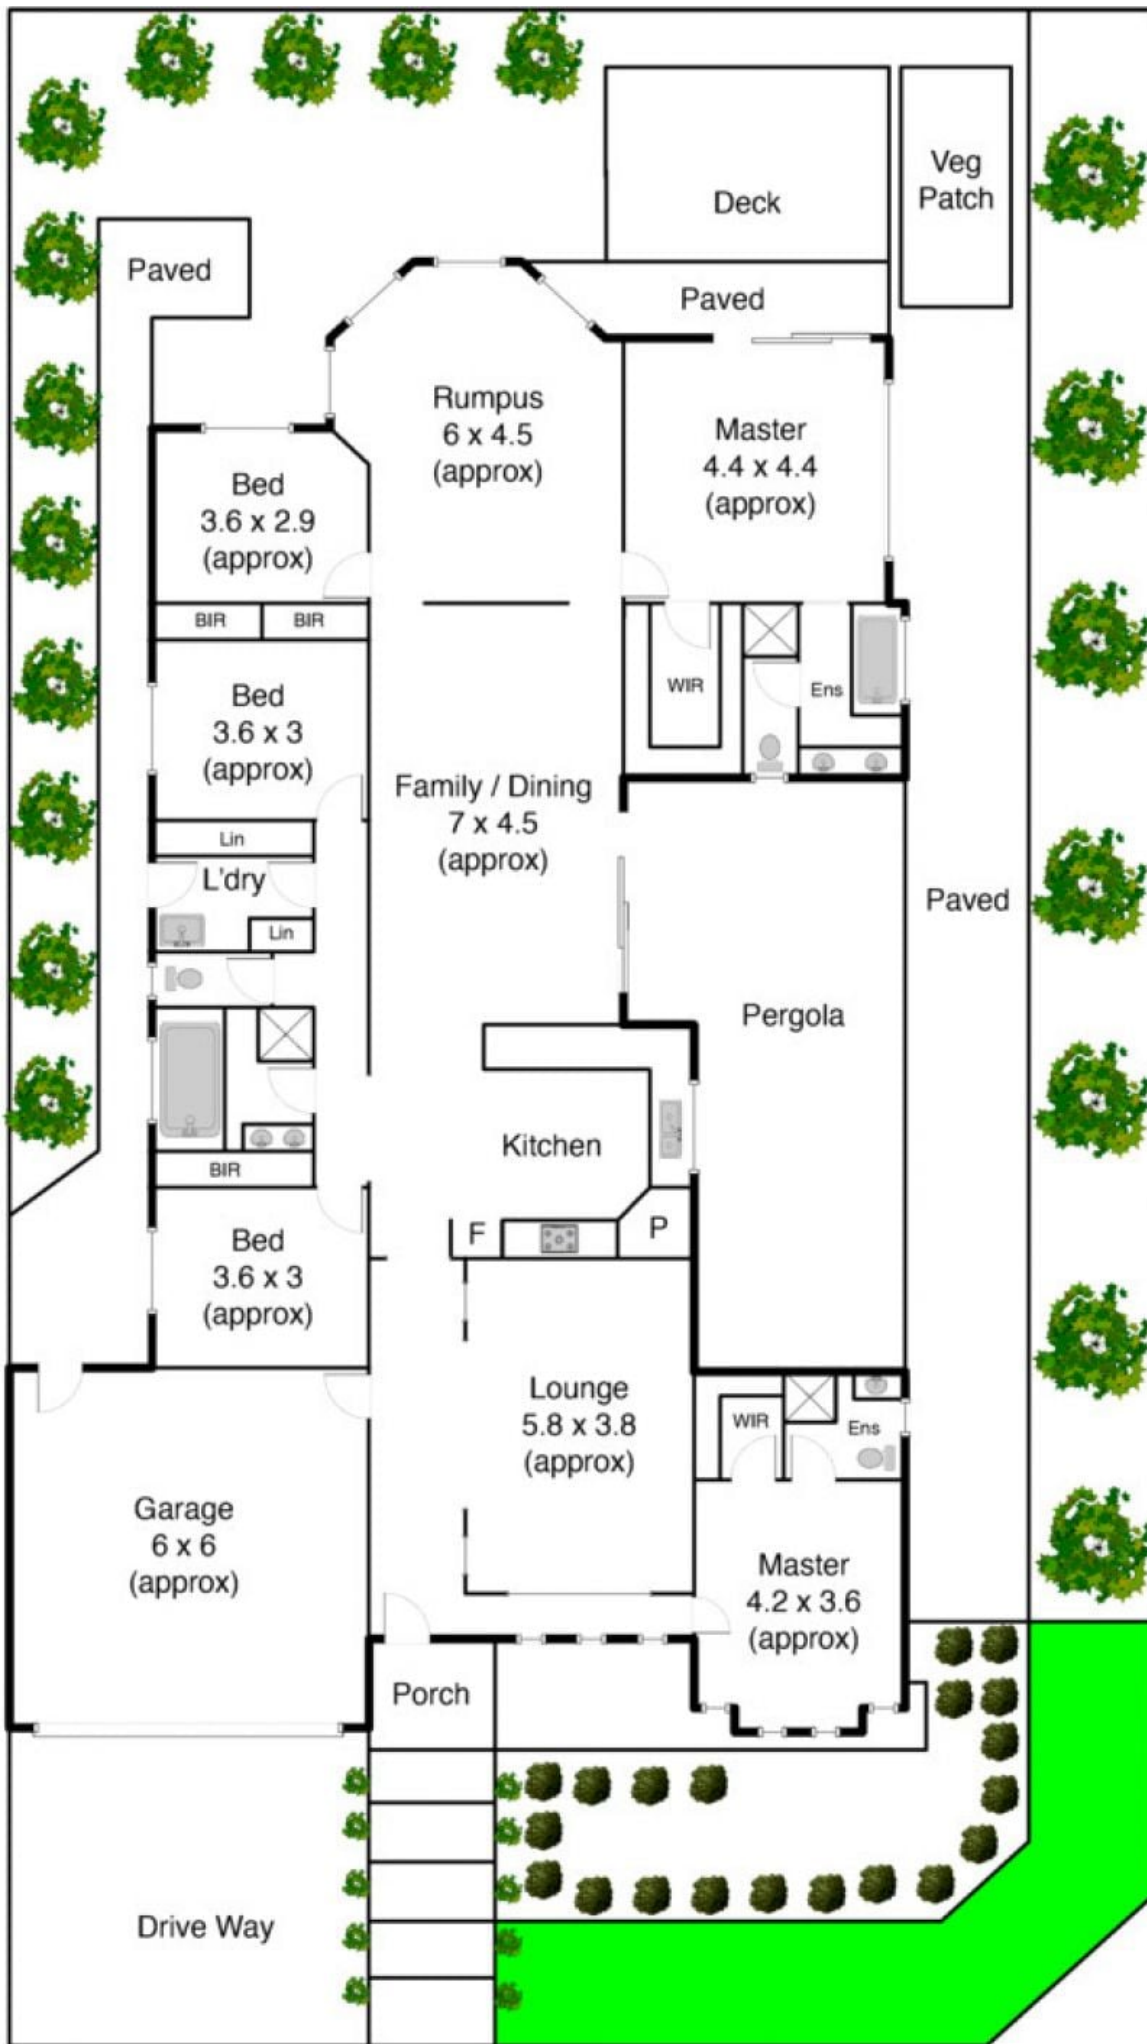 Veg
Patch
Deck
Paved
Paved
Rumpus
6 x 4.5
(approx)
Master
4.4 x 4.4
(approx)
Bed
3.6 x 2.9
(approx)
BIR
BIR
WIR
Ens
Bed
3.6 x 3
(approx)
Family / Dining
7 x 4.5
(approx)
Lin
L'dry
Lin
Paved
Pergola
Kitchen
BIR
F
P
Bed
3.6 x 3
(approx)
Lounge
5.8 x 3.8
(approx)
WIR
Ens
Garage
6 x 6
(approx)
Master
4.2 x 3.6
(approx)
Porch
Drive Way